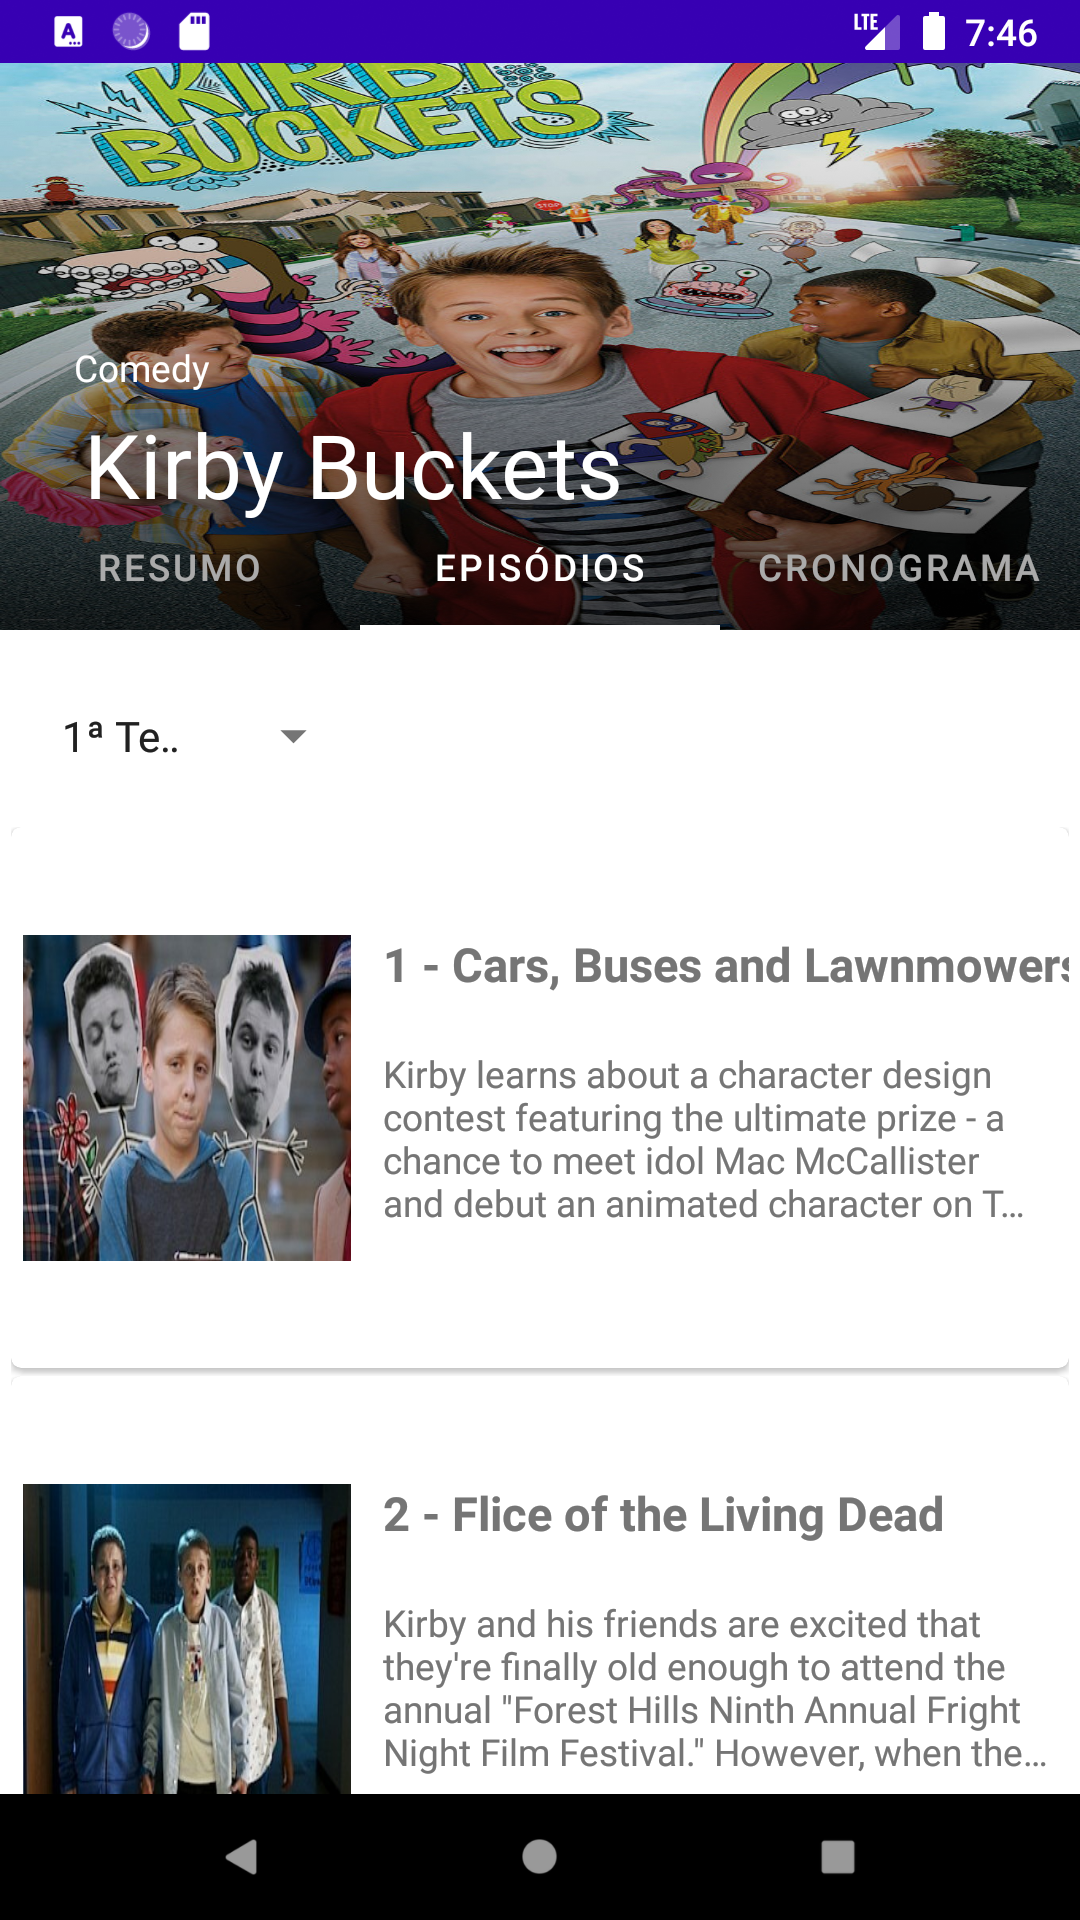 LTE 7:46
KIRBY
BUCKETS
STOP
Comedy
Kirby Buckets
RESUMO EPISÓDIOS CRONOGRAMA
1ª Te..
1 - Cars, Buses and Lawnmowers
Kirby learns about a character design
contest featuring the ultimate prize - a
chance to meet idol Mac McCallister
and debut an animated character on T...
2 - Flice of the Living Dead
Kirby and his friends are excited that
they're finally old enough to attend the
annual "Forest Hills Ninth Annual Fright
Night Film Festival." However, when the...